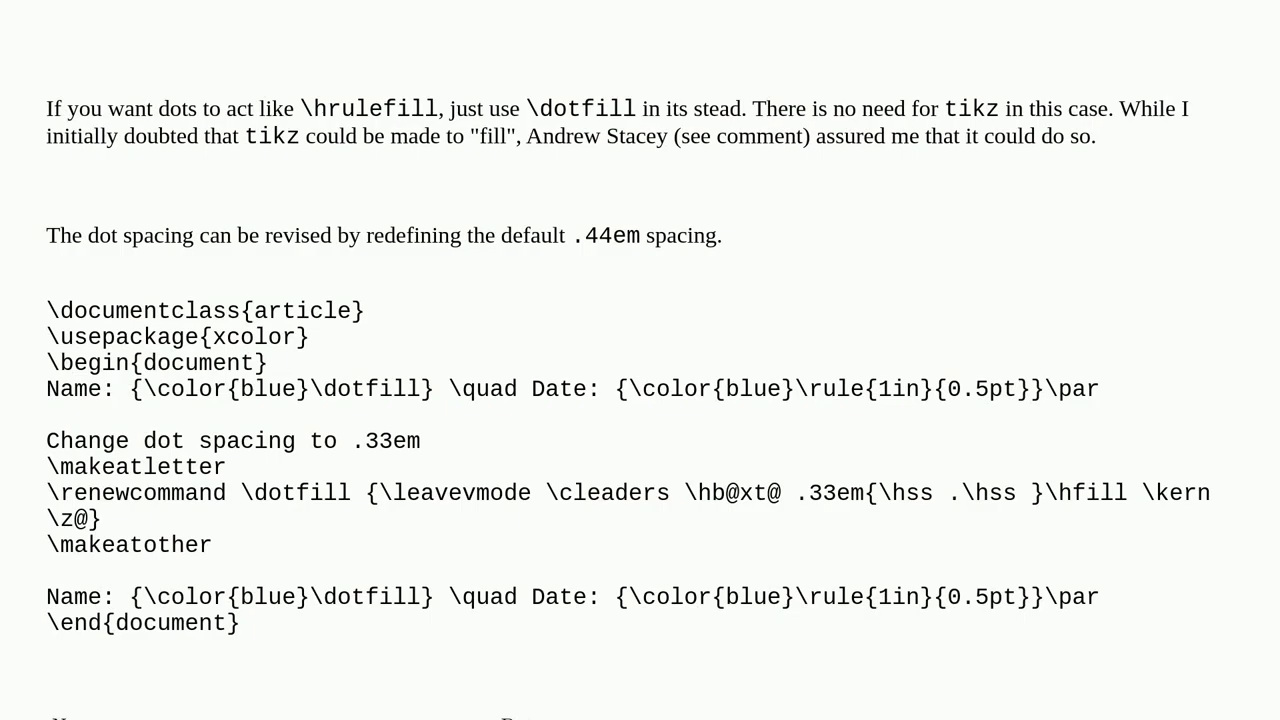 If you want dots to act like \hrulefill, just use \dotfill in its stead. There is no need for tikz in this case. While I
initially doubted that tikz could be made to "fill", Andrew Stacey (see comment) assured me that it could do so.
The dot spacing can be revised by redefining the default .44em spacing.
\documentclass{article}
\usepackage{xcolor}
\begin{document}
Name: {\color{blue}\dotfill} \quad Date: {\color{blue}\rule{1in}{0.5pt}}\par
Change dot spacing to .33em
\makeatletter
\renewcommand \dotfill {\leavevmode \cleaders \hb@xt@ .33em{\hss .\hss }\hfill \kern
\z@}
\makeatother
Name: {\color{blue}\dotfill} \quad Date: {\color{blue}\rule{1in}{0.5pt}}\par
\end{document}